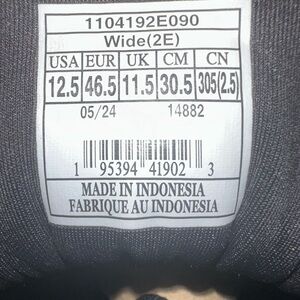 1104192E090
Wide(2E)
USA EUR UK CM CN
12.5 46.5 11.5 30.5 305(2.5)
05/24 14882
1 95394 41902 3
MADE IN INDONESIA
FABRIQUE AU INDONESIA